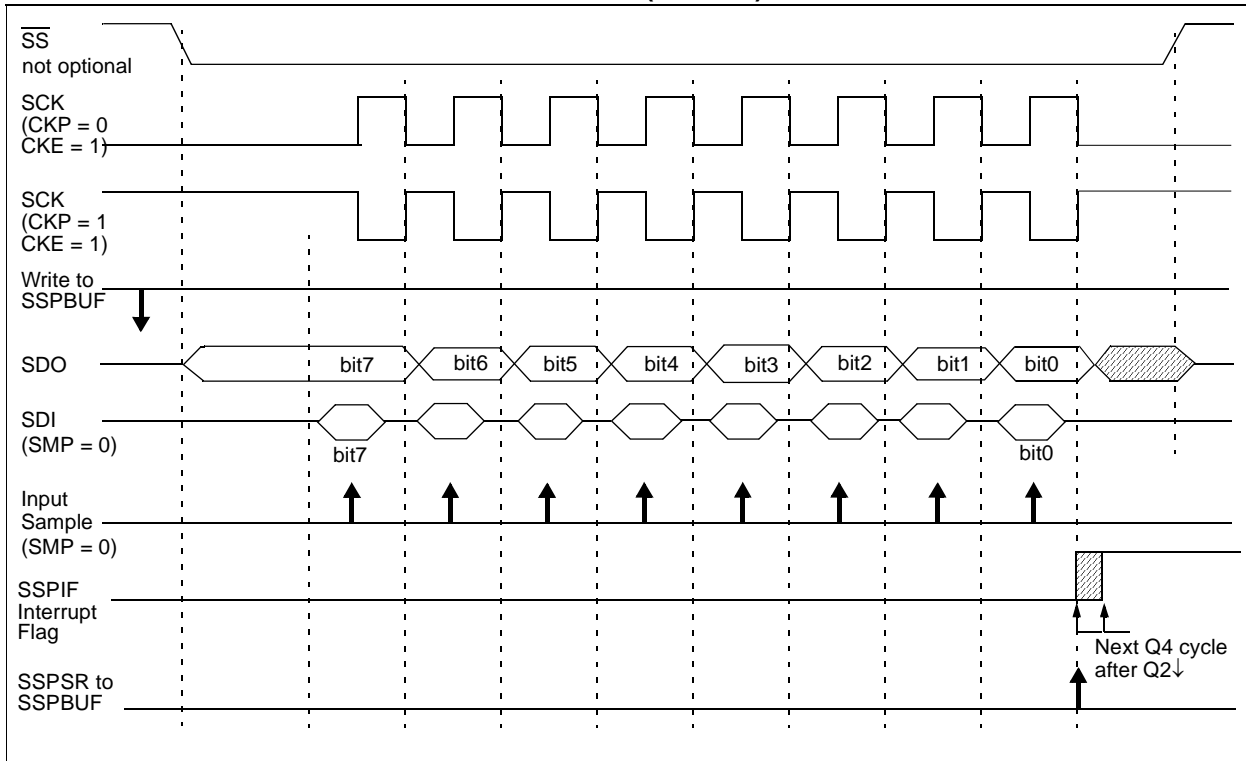 SS
not optional
SCK
(CKP = 0
CKE = 1)
SCK
(CKP = 1
CKE = 1)
Write to
SSPBUF
SDO
bit7 bit6 bit5 bit4 bit3 bit2 bit1 bit0
SDI
(SMP = 0)
bit7 bit0
Input
Sample
(SMP = 0)
SSPIF
Interrupt
Flag
Next Q4 cycle
after Q2↓
SSPSR to
SSPBUF